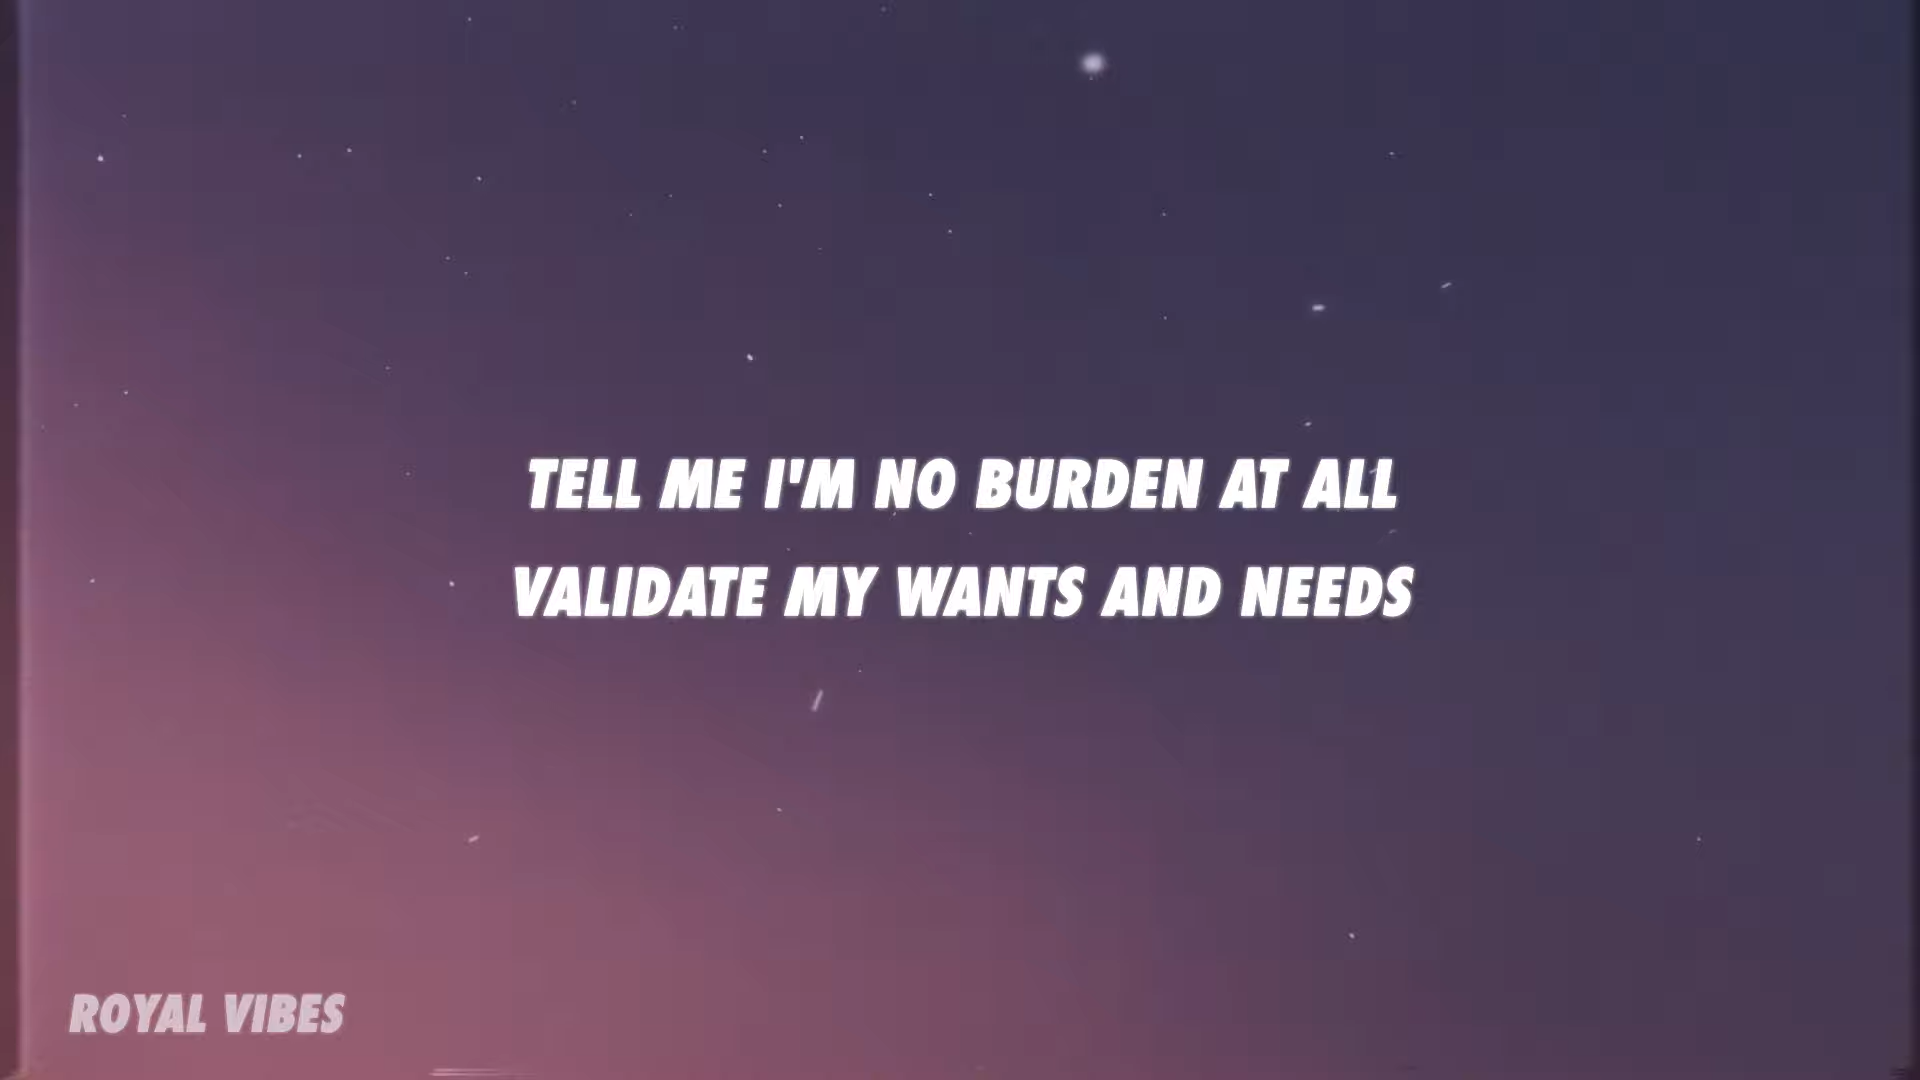 TELL ME I'M NO BURDEN AT ALL
VALIDATE MY WANTS AND NEEDS
ROYAL VIBES